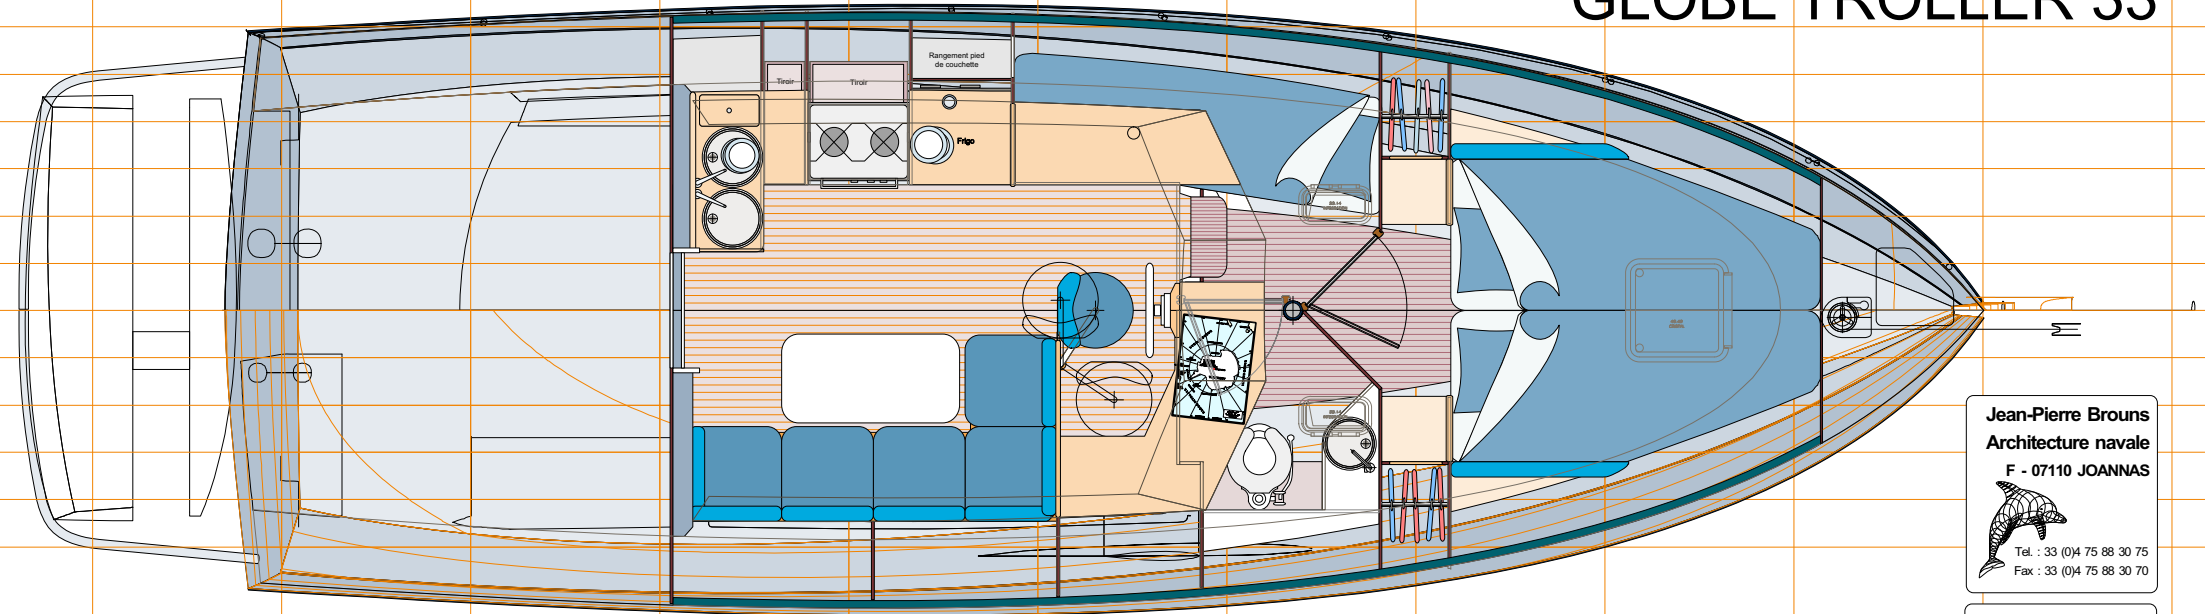 GLOBE TROLLER 33
Rangement pied
de couchette
Tiroir
Tiroir
Frigo
Jean-Pierre Brouns
Architecture navale
F - 07110 JOANNAS
Tel. : 33 (0)4 75 88 30 75
Fax : 33 (0)4 75 88 30 70